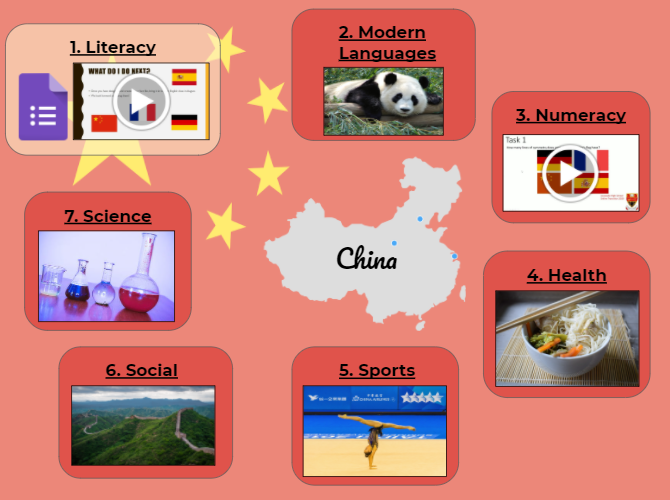 1. Literacy
WHAT DO I DO NEXT?
2. Modern
Languages
3. Numeracy
Task 1
7. Science
China
4. Health
6. Social
5. Sports